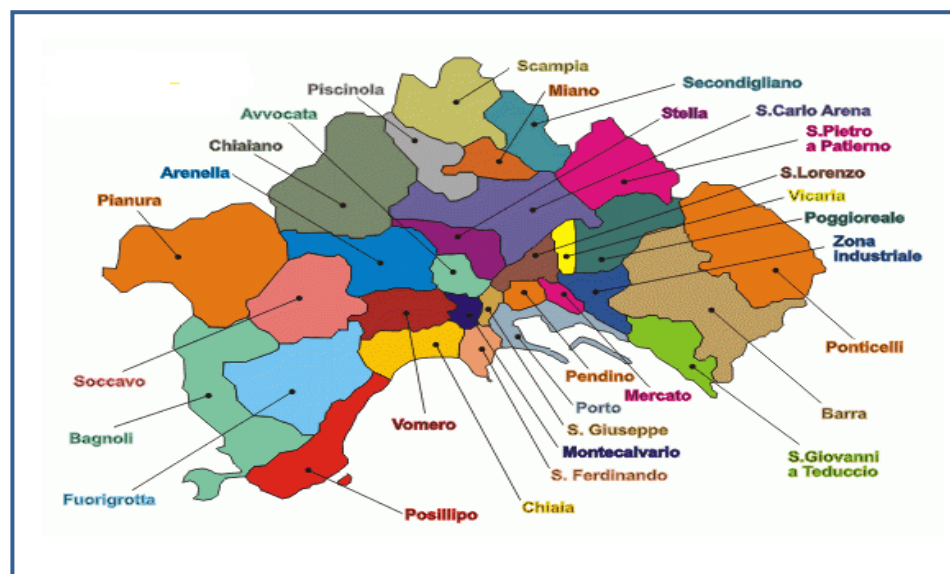 Scampia
Piscinola
Miano
Secondigliano
Avvocata
Stella
S.Carlo Arena
Chiaiano
S.Pietro
a Patierno
Arenella
S.Lorenzo
Pianura
Vicaria
Poggioreale
Zona
Industriale
Ponticelli
Soccavo
Pendino
Mercato
Porto
Barra
Vomero
S. Giuseppe
Bagnoli
Montecalvario
S.Giovanni
a Teduccio
S. Ferdinando
Fuorigrotta
Chiaia
Posillipo